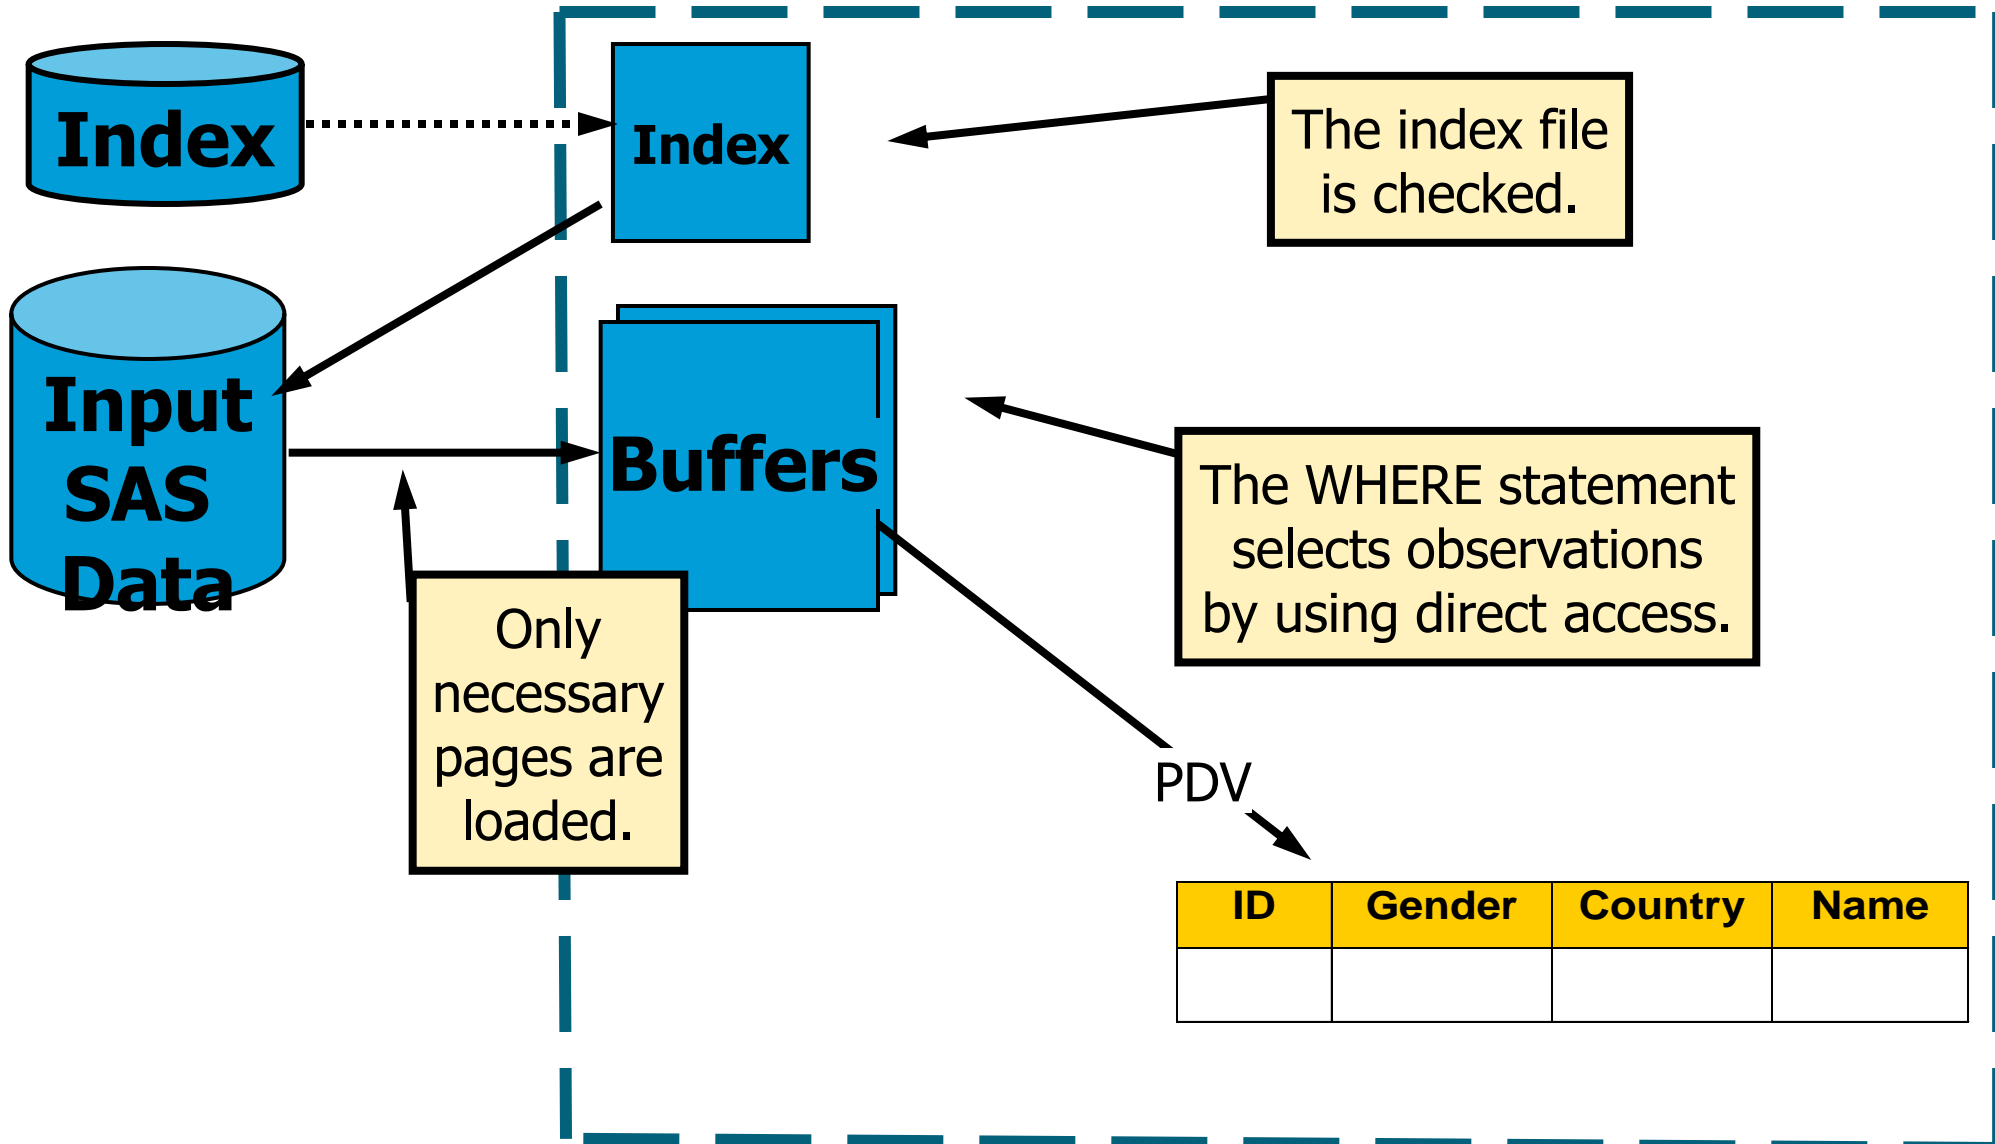 Index
Index
The index file
is checked.
Input
SAS
Data
Buffers
The WHERE statement
selects observations
by using direct access.
Only
necessary
pages are
loaded.
PDV
ID Gender Country Name